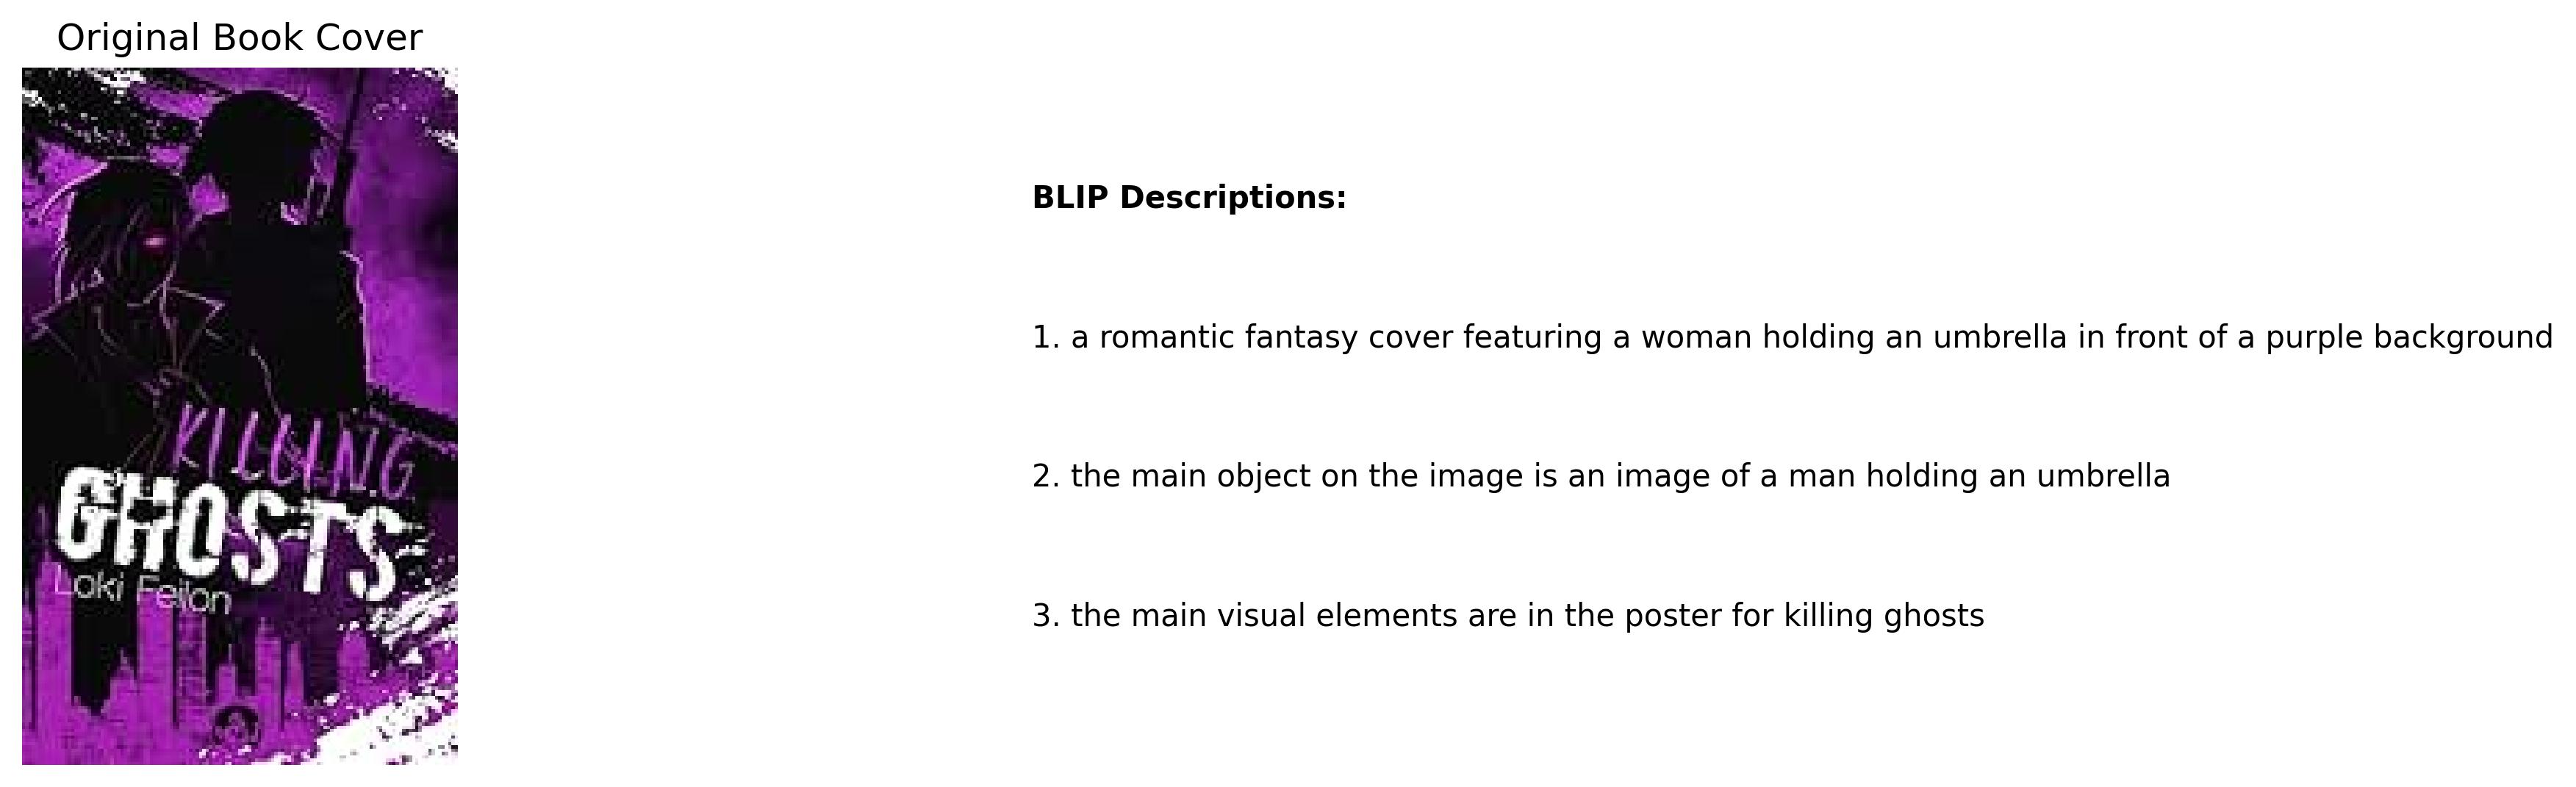 Original Book Cover
KILLING
GHOSTS
Loki Feilon
BLIP Descriptions:
1. a romantic fantasy cover featuring a woman holding an umbrella in front of a purple background
2. the main object on the image is an image of a man holding an umbrella
3. the main visual elements are in the poster for killing ghosts